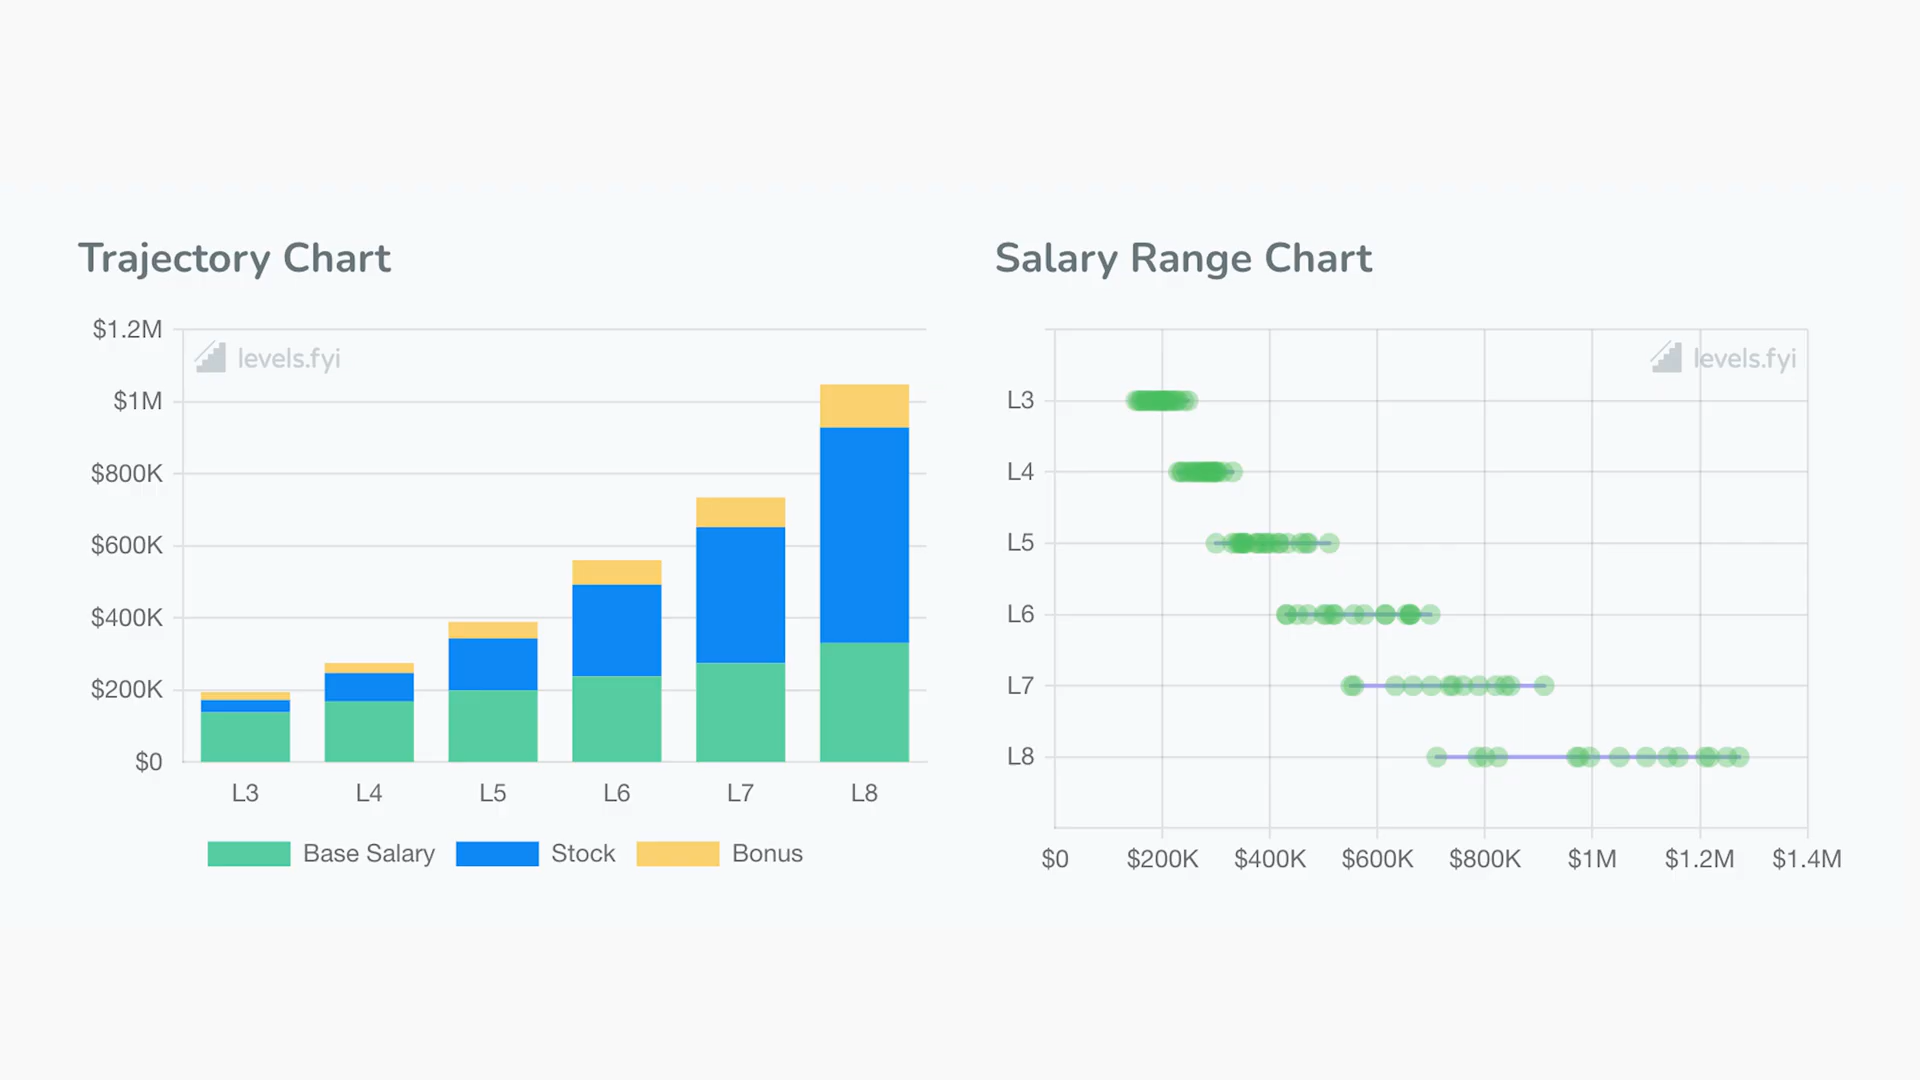 Trajectory Chart
$1.2M
levels.fyi
$1M
$800K
$600K
$400K
$200K
$0
L3 L4 L5 L6 L7 L8
Base Salary Stock Bonus
Salary Range Chart
levels.fyi
L3
L4
L5
L6
L7
L8
$0 $200K $400K $600K $800K $1M $1.2M $1.4M